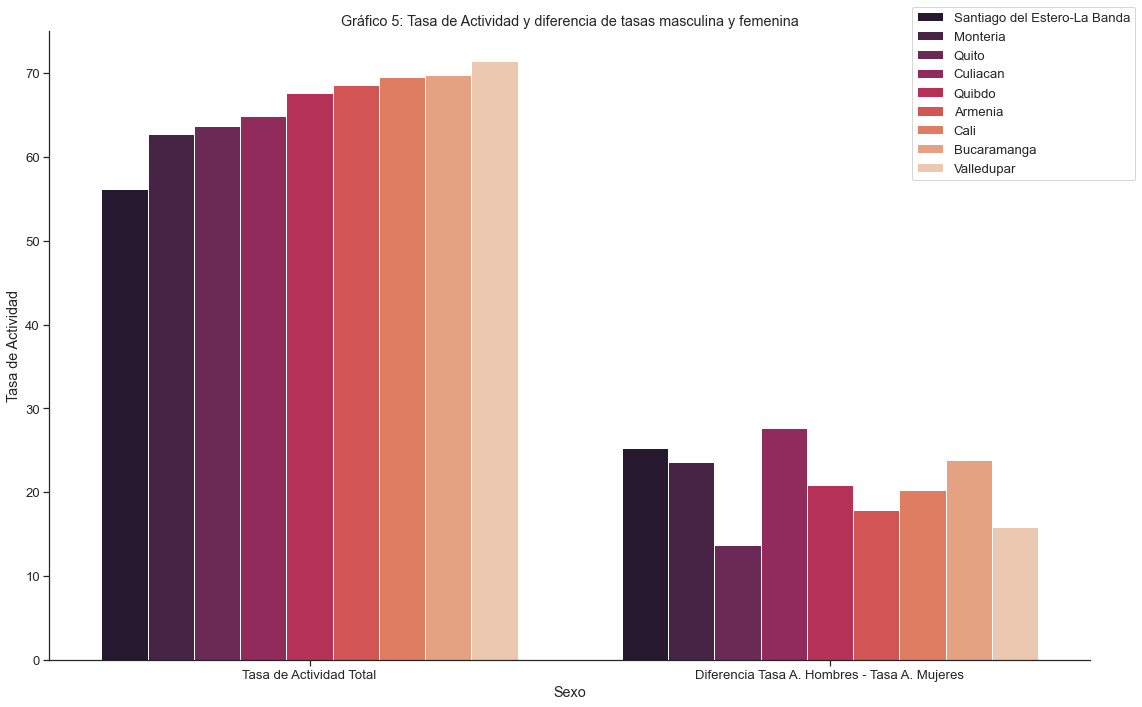 Gráfico 5: Tasa de Actividad y diferencia de tasas masculina y femenina
Santiago del Estero-La Banda
Monteria
Quito
Culiacan
Quibdo
Armenia
Cali
Bucaramanga
Valledupar
Tasa de Actividad
70
60
50
40
30
20
10
0
Tasa de Actividad Total
Diferencia Tasa A. Hombres - Tasa A. Mujeres
Sexo